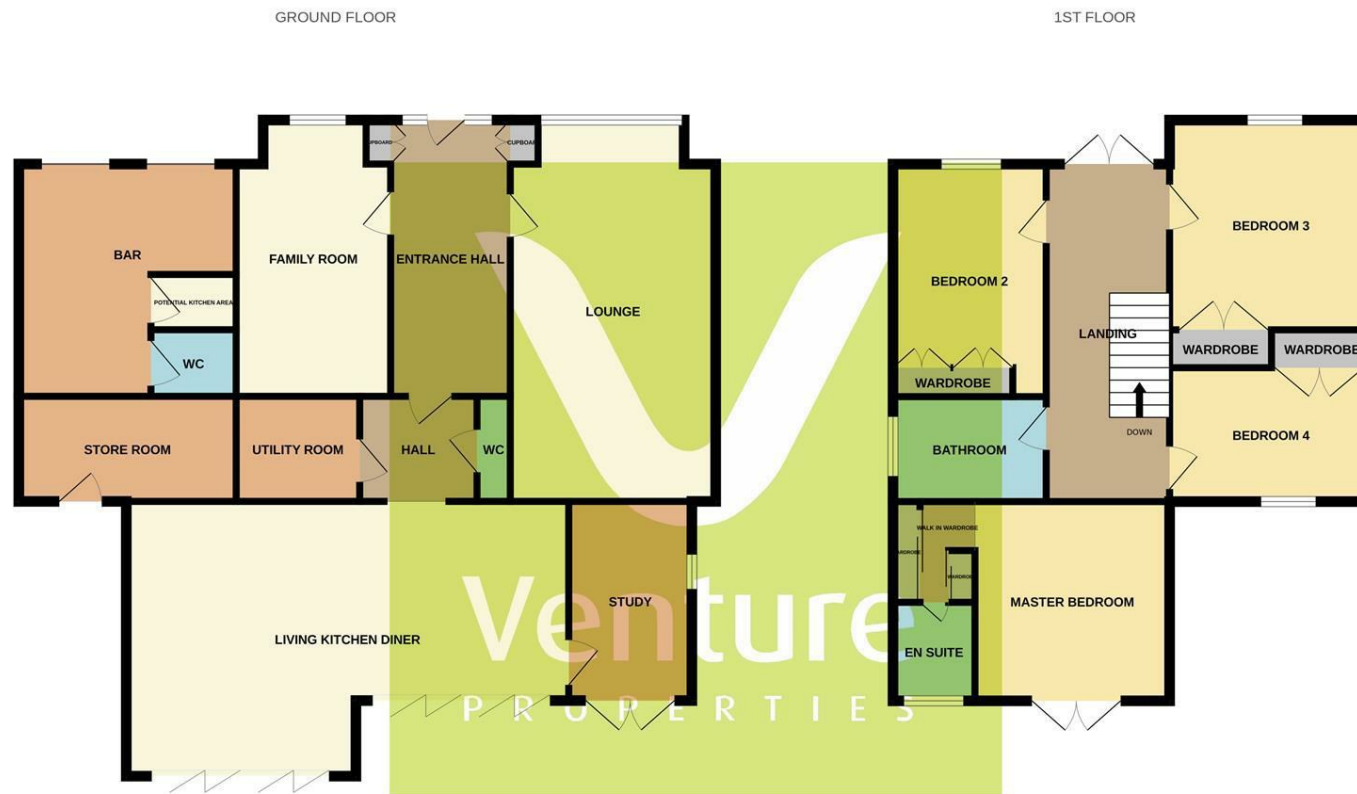 GROUND FLOOR
1ST FLOOR
CUPBOARD
BAR
FAMILY ROOM
ENTRANCE HALL
LOUNGE
POTENTIAL KITCHEN AREA
WC
STORE ROOM
UTILITY ROOM
HALL
WC
LIVING KITCHEN DINER
STUDY
BEDROOM 3
BEDROOM 2
LANDING
WARDROBE
WARDROBE
WARDROBE
DOWN
BEDROOM 4
BATHROOM
WALK IN WARDROBE
WARDROBE
MASTER BEDROOM
EN SUITE
Venture
PROPERTIES